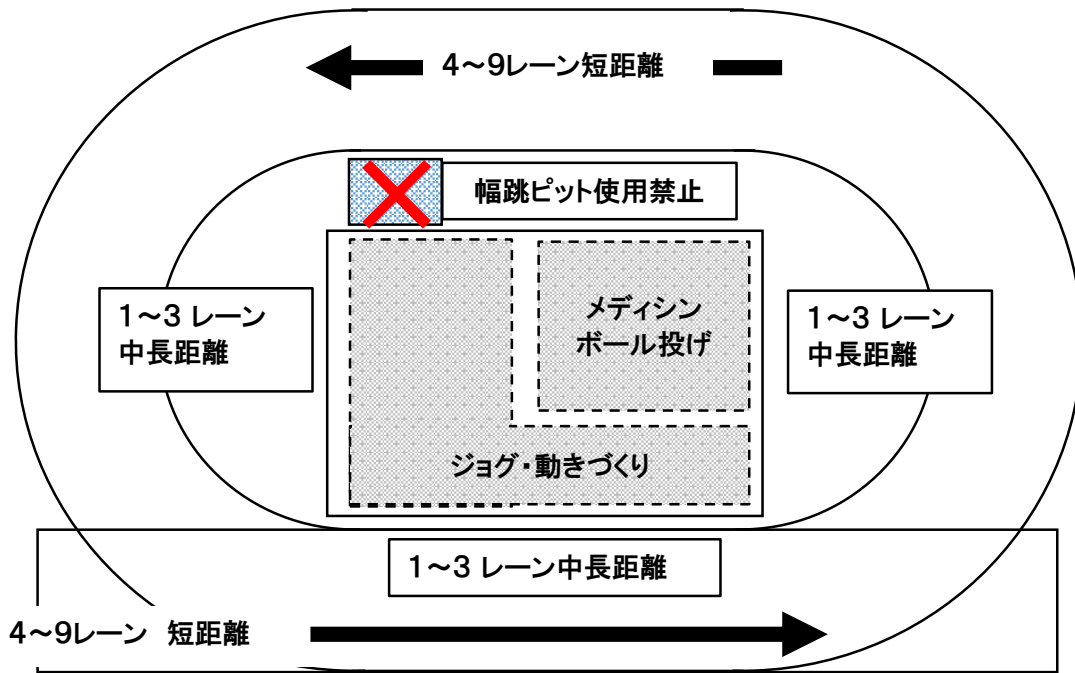 4～9レーン短距離
幅跳ピット使用禁止
1～3 レーン
中長距離
メディシン
ボール投げ
1～3 レーン
中長距離
ジョグ・動きづくり
1～3 レーン中長距離
4～9レーン 短距離